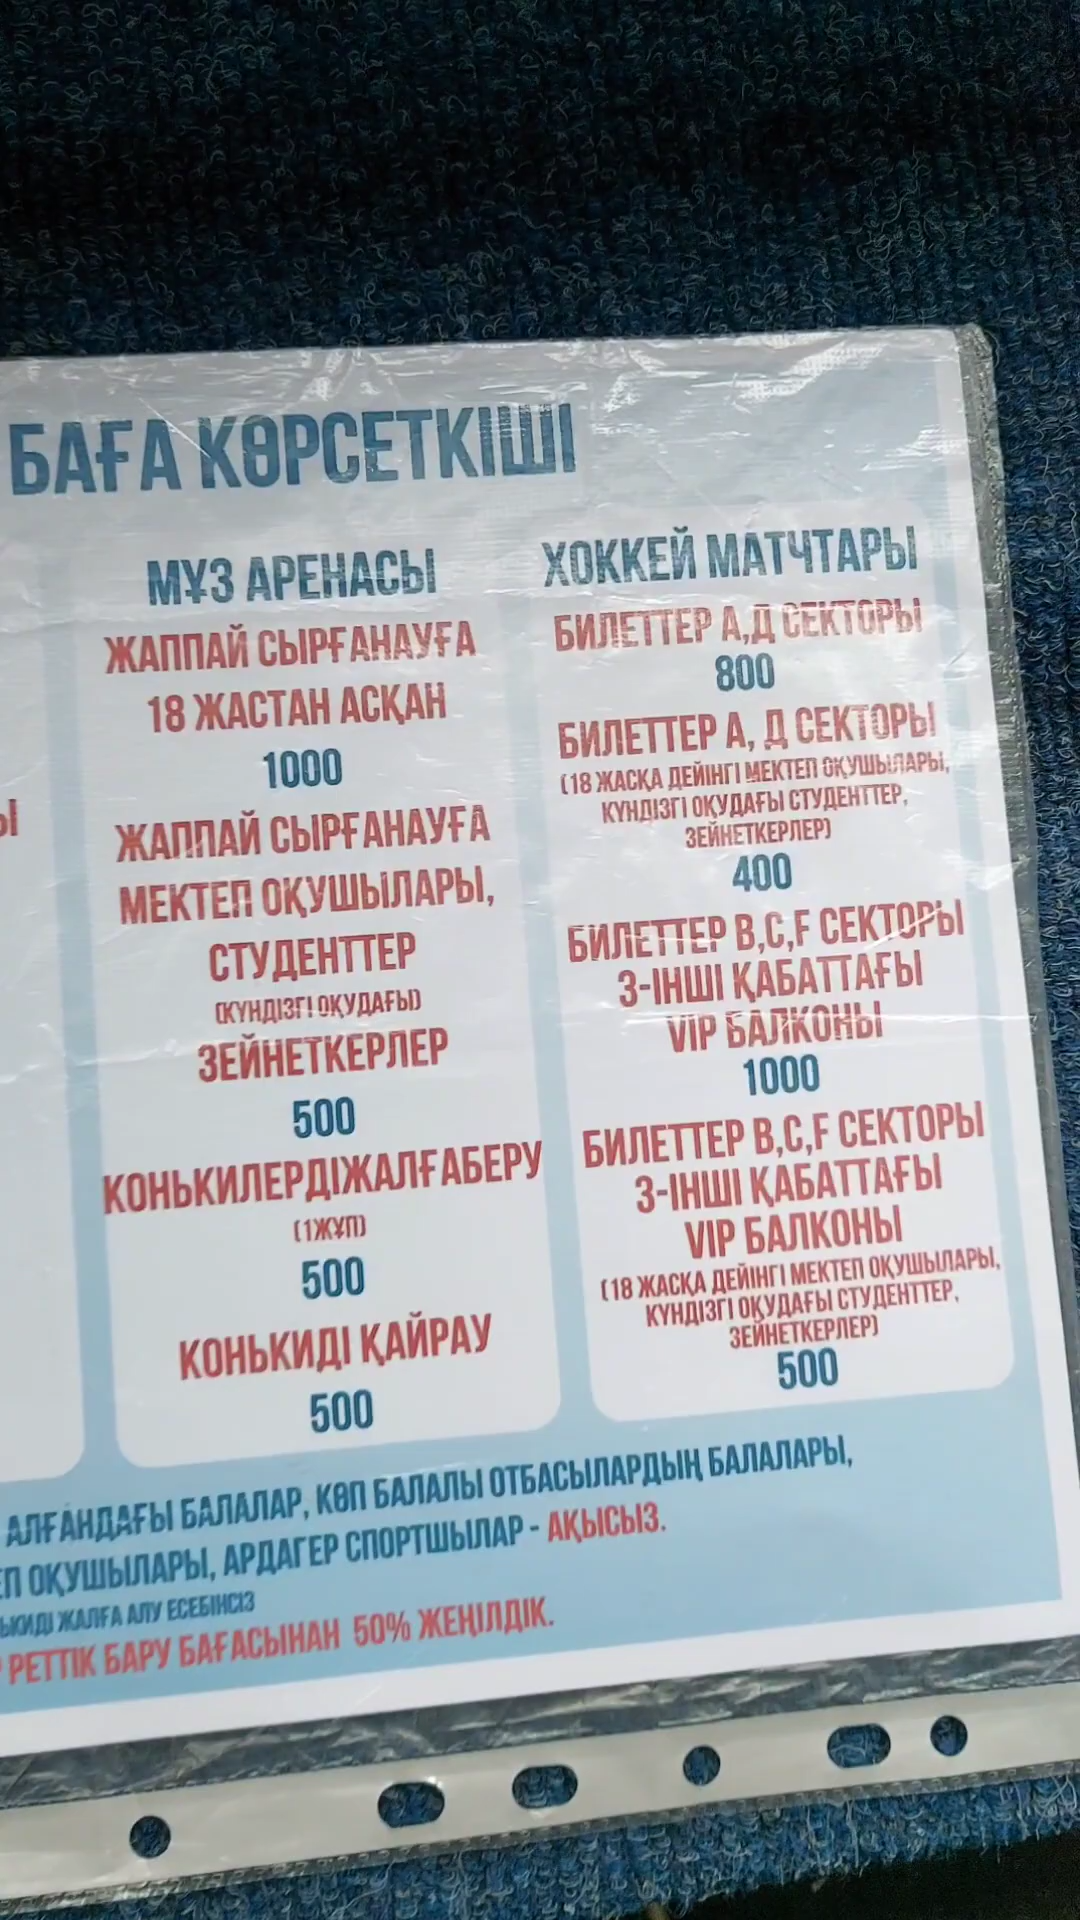 БАҒА КӨРСЕТКІШІ
МҰЗ АРЕНАСЫ
ЖАППАЙ СЫРҒАНАУҒА
18 ЖАСТАН АСҚАН
1000
ЖАППАЙ СЫРҒАНАУҒА
МЕКТЕП ОҚУШЫЛАРЫ,
СТУДЕНТТЕР
(КҮНДІЗГІ ОҚУДАҒЫ)
ЗЕЙНЕТКЕРЛЕР
500
КОНЬКИЛЕРДІЖАЛҒАБЕРУ
(1ЖҰП)
500
КОНЬКИДІ ҚАЙРАУ
500
ХОККЕЙ МАТЧТАРЫ
БИЛЕТТЕР А,Д СЕКТОРЫ
800
БИЛЕТТЕР А, Д СЕКТОРЫ
(18 ЖАСҚА ДЕЙІНГІ МЕКТЕП ОҚУШЫЛАРЫ,
КҮНДІЗГІ ОҚУДАҒЫ СТУДЕНТТЕР,
ЗЕЙНЕТКЕРЛЕР)
400
БИЛЕТТЕР B,C,F СЕКТОРЫ
3-ІНШІ ҚАБАТТАҒЫ
VIP БАЛКОНЫ
1000
БИЛЕТТЕР B,C,F СЕКТОРЫ
3-ІНШІ ҚАБАТТАҒЫ
VIP БАЛКОНЫ
(18 ЖАСҚА ДЕЙІНГІ МЕКТЕП ОҚУШЫЛАРЫ,
КҮНДІЗГІ ОҚУДАҒЫ СТУДЕНТТЕР,
ЗЕЙНЕТКЕРЛЕР)
500
АЛҒАНДАҒЫ БАЛАЛАР, КӨП БАЛАЛЫ ОТБАСЫЛАРДЫҢ БАЛАЛАРЫ,
ОҚУШЫЛАРЫ, АРДАГЕР СПОРТШЫЛАР - АҚЫСЫЗ.
ЖАЛҒА АЛУ ЕСЕБІНСІЗ
РЕТТІК БАРУ БАҒАСЫНАН 50% ЖЕҢІЛДІК.